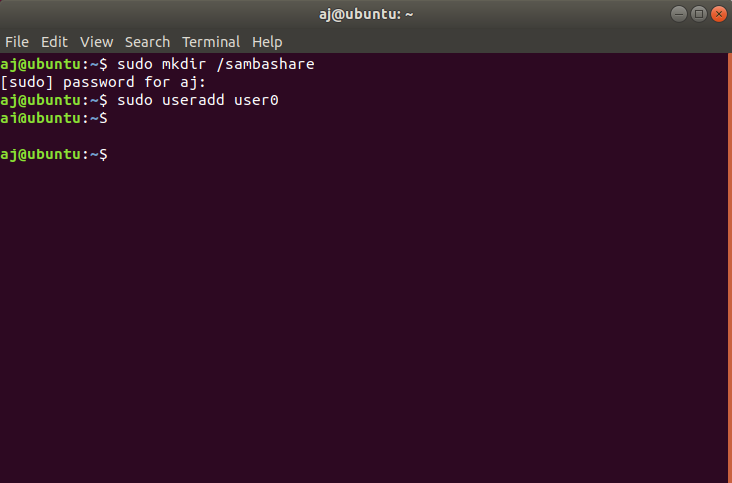 aj@ubuntu: ~
File Edit View Search Terminal Help
aj@ubuntu:~$ sudo mkdir /sambashare
[sudo] password for aj:
aj@ubuntu:~$ sudo useradd user0
aj@ubuntu:~$
aj@ubuntu:~$